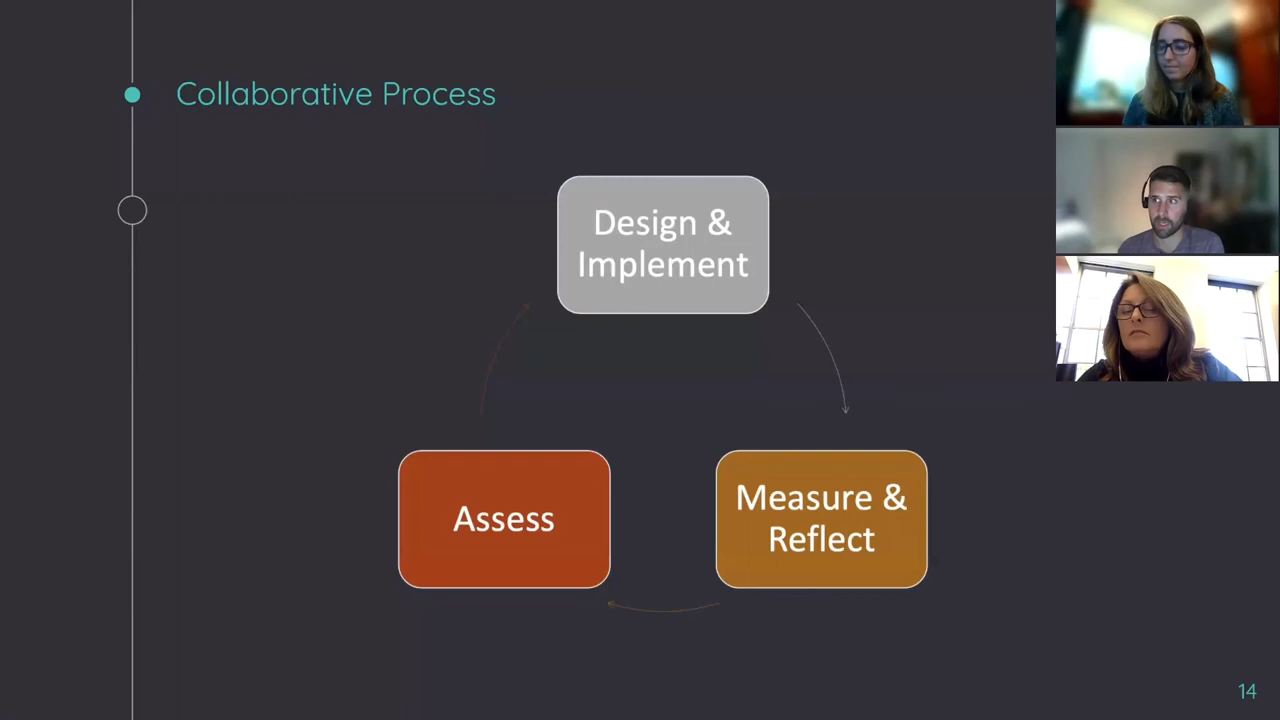 Collaborative Process
Design &
Implement
Measure &
Reflect
Assess
14